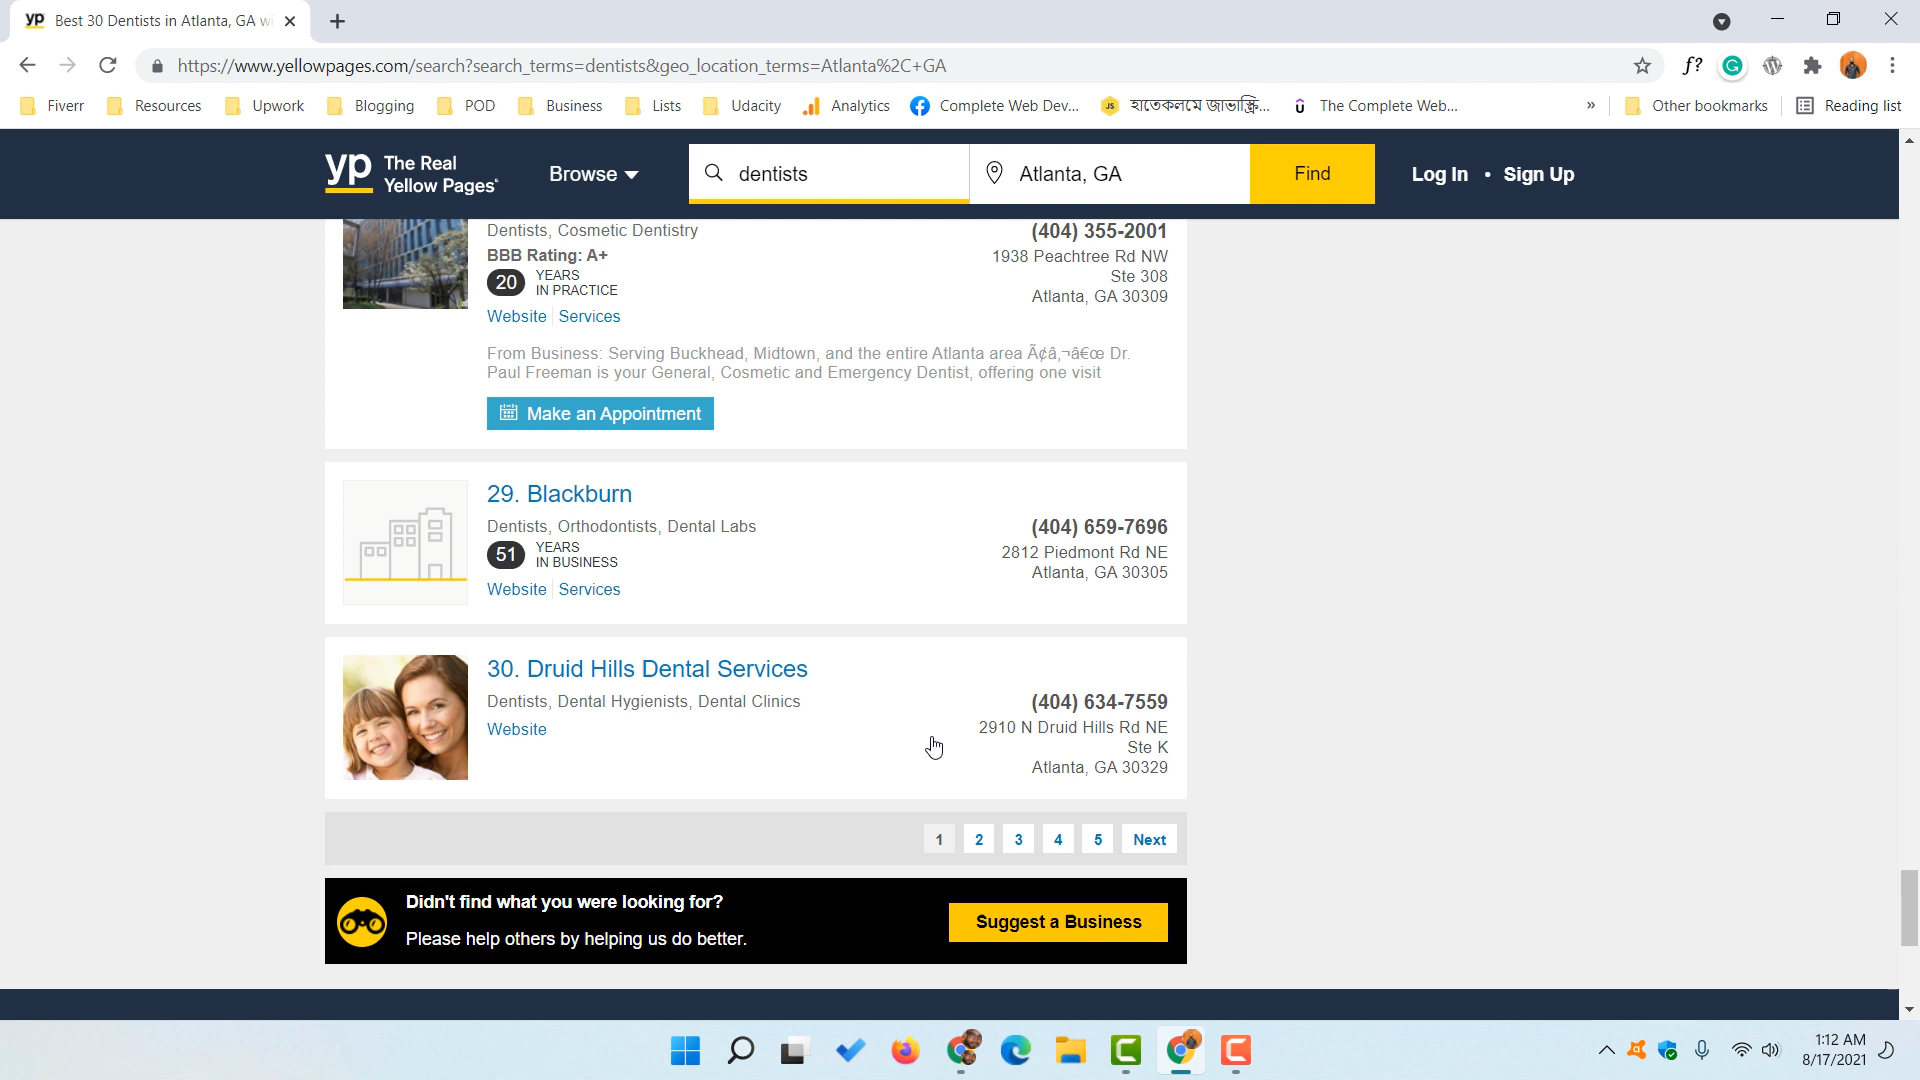 yp Best 30 Dentists in Atlanta, GA wi
https://www.yellowpages.com/search?search_terms=dentists&geo_location_terms=Atlanta%2C+GA
f?
Fiverr Resources Upwork Blogging POD Business Lists Udacity Analytics Complete Web Dev... JS হাতেকলমে জাভাস্ক্রি... The Complete Web... » Other bookmarks Reading list
yp The Real
Yellow Pages®
Browse dentists Atlanta, GA Find Log In • Sign Up
Dentists, Cosmetic Dentistry (404) 355-2001
BBB Rating: A+ 1938 Peachtree Rd NW
20 YEARS Ste 308
IN PRACTICE Atlanta, GA 30309
Website Services
From Business: Serving Buckhead, Midtown, and the entire Atlanta area Ã¢â‚¬â€œ Dr.
Paul Freeman is your General, Cosmetic and Emergency Dentist, offering one visit
Make an Appointment
29. Blackburn
Dentists, Orthodontists, Dental Labs (404) 659-7696
51 YEARS 2812 Piedmont Rd NE
IN BUSINESS Atlanta, GA 30305
Website Services
30. Druid Hills Dental Services
Dentists, Dental Hygienists, Dental Clinics (404) 634-7559
Website 2910 N Druid Hills Rd NE
Ste K
Atlanta, GA 30329
1 2 3 4 5 Next
Didn't find what you were looking for?
Please help others by helping us do better.
Suggest a Business
1:12 AM
8/17/2021